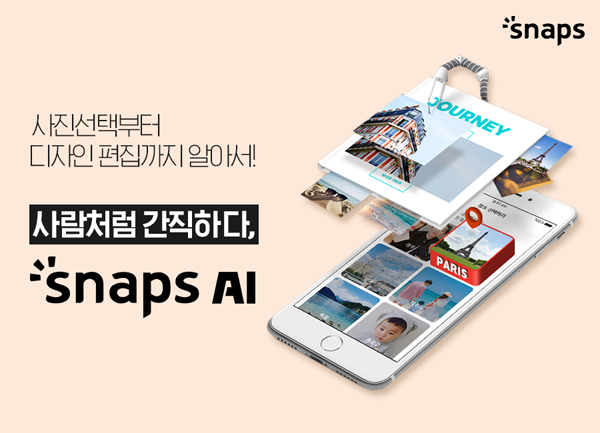 snaps
사진선택부터
디자인 편집까지 알아서!
사람처럼 간직하다,
snaps AI
JOURNEY
PARIS